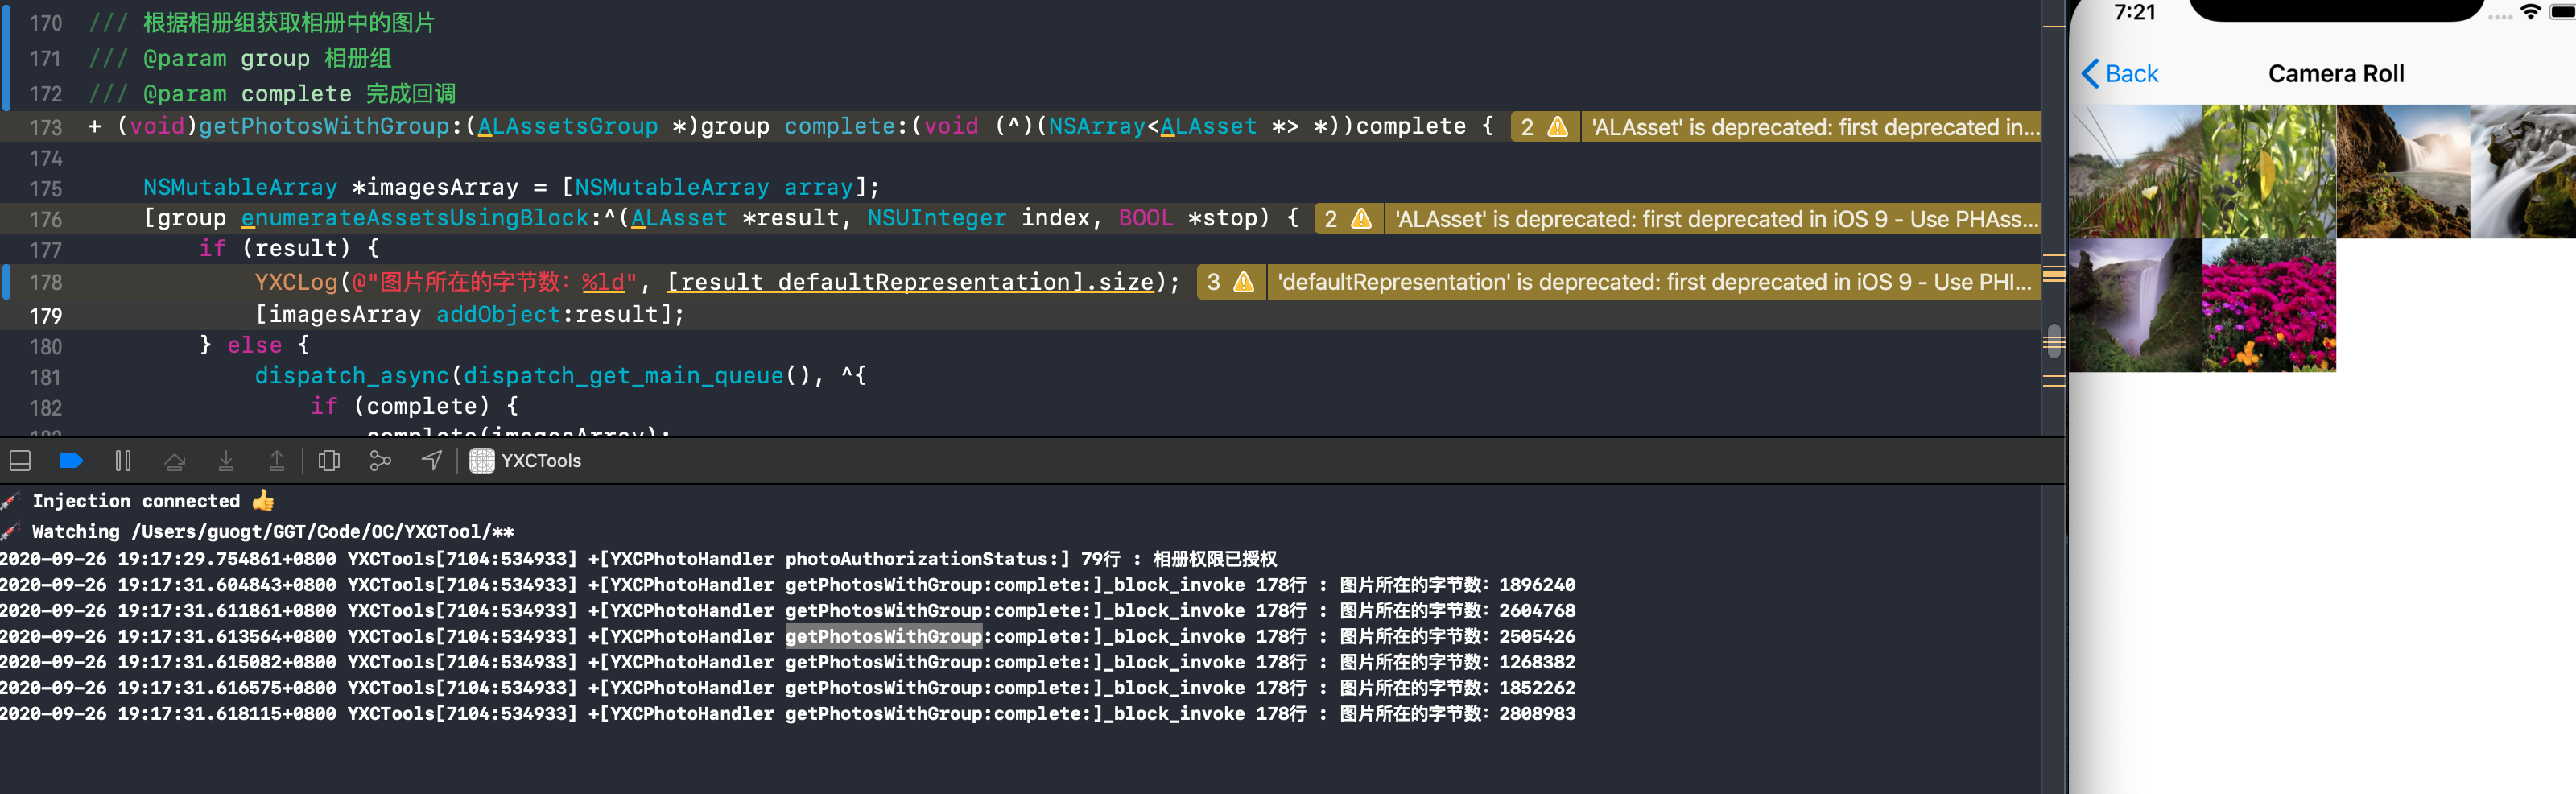 170 /// 根据相册组获取相册中的图片
171 /// @param group 相册组
172 /// @param complete 完成回调
173 + (void)getPhotosWithGroup:(ALAssetsGroup *)group complete:(void (^)(NSArray<ALAsset *> *))complete { 2 'ALAsset' is deprecated: first deprecated in...
174
175 NSMutableArray *imagesArray = [NSMutableArray array];
176 [group enumerateAssetsUsingBlock:^(ALAsset *result, NSUInteger index, BOOL *stop) { 2 'ALAsset' is deprecated: first deprecated in iOS 9 - Use PHAss...
177 if (result) {
178 YXCLog(@"图片所在的字节数: %ld", [result defaultRepresentation].size); 3 'defaultRepresentation' is deprecated: first deprecated in iOS 9 - Use PHI...
179 [imagesArray addObject:result];
180 } else {
181 dispatch_async(dispatch_get_main_queue(), ^{
182 if (complete) {
complete(imagesArray);
YXCTools
Injection connected 👍
Watching /Users/guogt/GGT/Code/OC/YXCTool/**
2020-09-26 19:17:29.754861+0800 YXCTools[7104:534933] +[YXCPhotoHandler photoAuthorizationStatus:] 79行 : 相册权限已授权
2020-09-26 19:17:31.604843+0800 YXCTools[7104:534933] +[YXCPhotoHandler getPhotosWithGroup:complete:]_block_invoke 178行 : 图片所在的字节数: 1896240
2020-09-26 19:17:31.611861+0800 YXCTools[7104:534933] +[YXCPhotoHandler getPhotosWithGroup:complete:]_block_invoke 178行 : 图片所在的字节数: 2604768
2020-09-26 19:17:31.613564+0800 YXCTools[7104:534933] +[YXCPhotoHandler getPhotosWithGroup:complete:]_block_invoke 178行 : 图片所在的字节数: 2505426
2020-09-26 19:17:31.615082+0800 YXCTools[7104:534933] +[YXCPhotoHandler getPhotosWithGroup:complete:]_block_invoke 178行 : 图片所在的字节数: 1268382
2020-09-26 19:17:31.616575+0800 YXCTools[7104:534933] +[YXCPhotoHandler getPhotosWithGroup:complete:]_block_invoke 178行 : 图片所在的字节数: 1852262
2020-09-26 19:17:31.618115+0800 YXCTools[7104:534933] +[YXCPhotoHandler getPhotosWithGroup:complete:]_block_invoke 178行 : 图片所在的字节数: 2808983
7:21
Back
Camera Roll